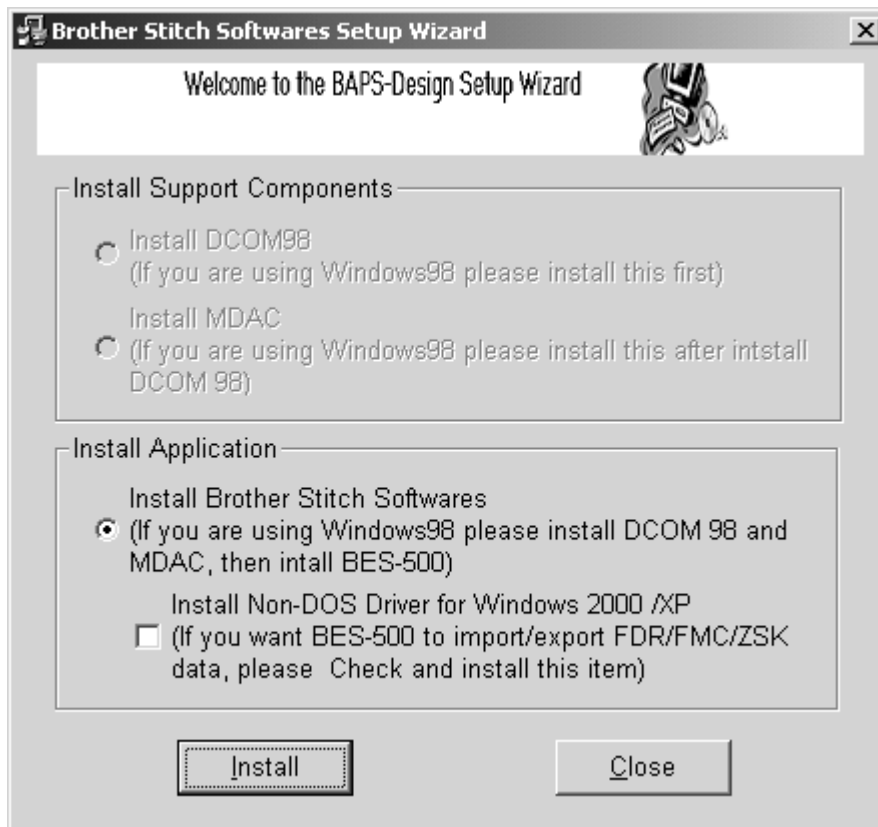 Brother Stitch Softwares Setup Wizard
Welcome to the BAPS-Design Setup Wizard
Install Support Components
Install DCOM98
(If you are using Windows98 please install this first)
Install MDAC
(If you are using Windows98 please install this after intstall
DCOM 98)
Install Application
Install Brother Stitch Softwares
(If you are using Windows98 please install DCOM 98 and
MDAC, then intall BES-500)
Install Non-DOS Driver for Windows 2000 /XP
(If you want BES-500 to import/export FDR/FMC/ZSK
data, please  Check and install this item)
Install
Close